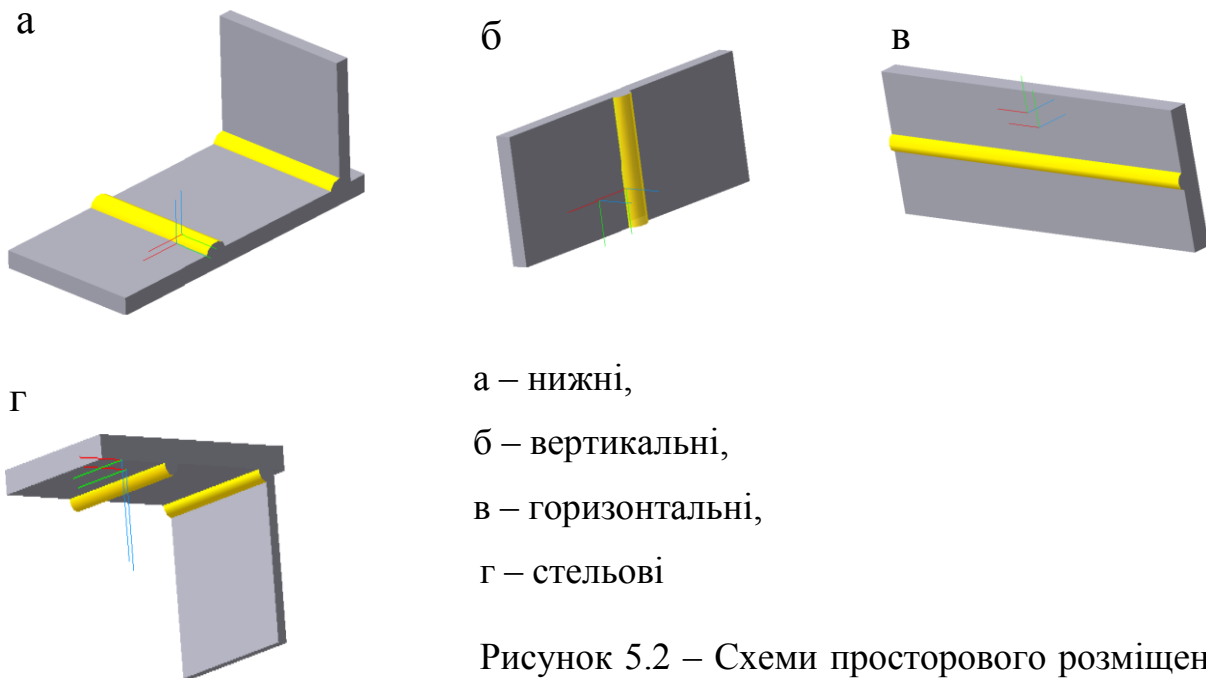 а
б
в
г
а – нижні,
б – вертикальні,
в – горизонтальні,
г – стельові
Рисунок 5.2 – Схеми просторового розміщен